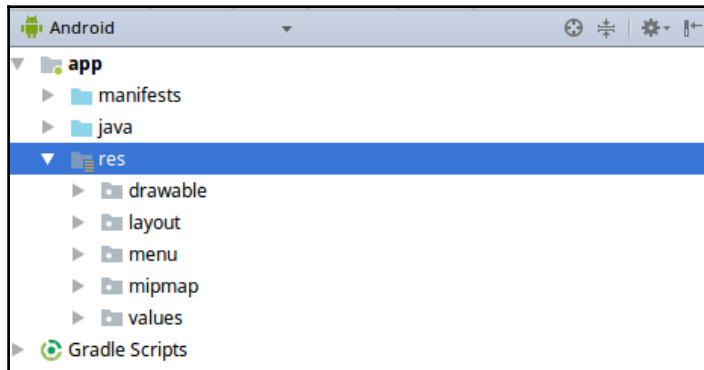 Android
app
manifests
java
res
drawable
layout
menu
mipmap
values
Gradle Scripts